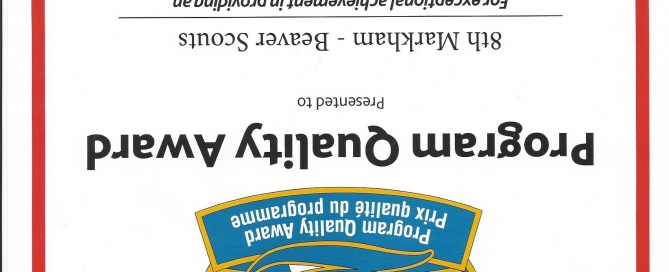 Program Quality Award
Prix qualité du programme
Program Quality Award
Presented to
8th Markham - Beaver Scouts
For exceptional achievement in providing an